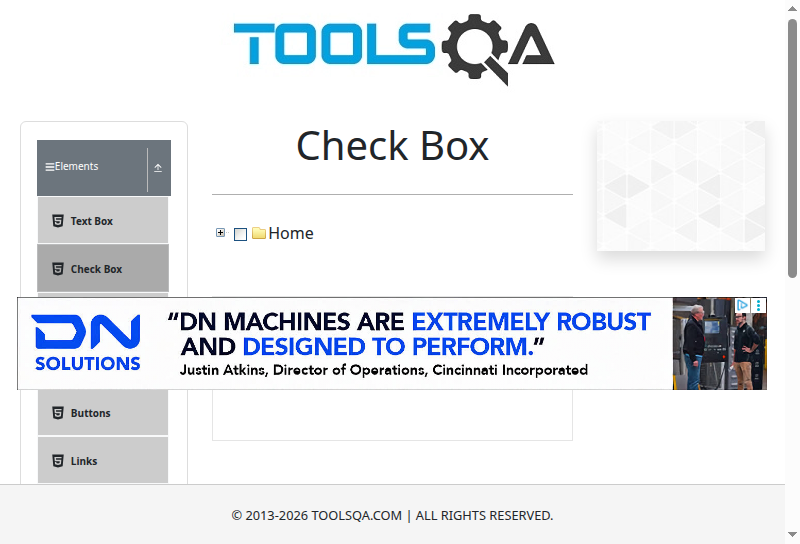 TOOLSQA
Check Box
Elements
Text Box
Check Box
Home
DN
SOLUTIONS
“DN MACHINES ARE EXTREMELY ROBUST
AND DESIGNED TO PERFORM.”
Justin Atkins, Director of Operations, Cincinnati Incorporated
Buttons
Links
© 2013-2026 TOOLSQA.COM | ALL RIGHTS RESERVED.